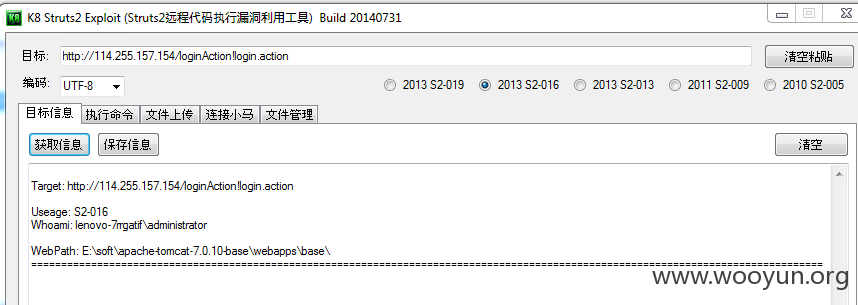 K8 Struts2 Exploit (Struts2远程代码执行漏洞利用工具) Build 20140731
目标: http://114.255.157.154/loginAction!login.action 清空粘贴
编码: UTF-8 2013 S2-019 2013 S2-016 2013 S2-013 2011 S2-009 2010 S2-005
目标信息 执行命令 文件上传 连接小马 文件管理
获取信息 保存信息 清空
Target: http://114.255.157.154/loginAction!login.action
Useage: S2-016
Whoami: lenovo-7rrgatif\administrator
WebPath: E:\soft\apache-tomcat-7.0.10-base\webapps\base\
www.wooyun.org